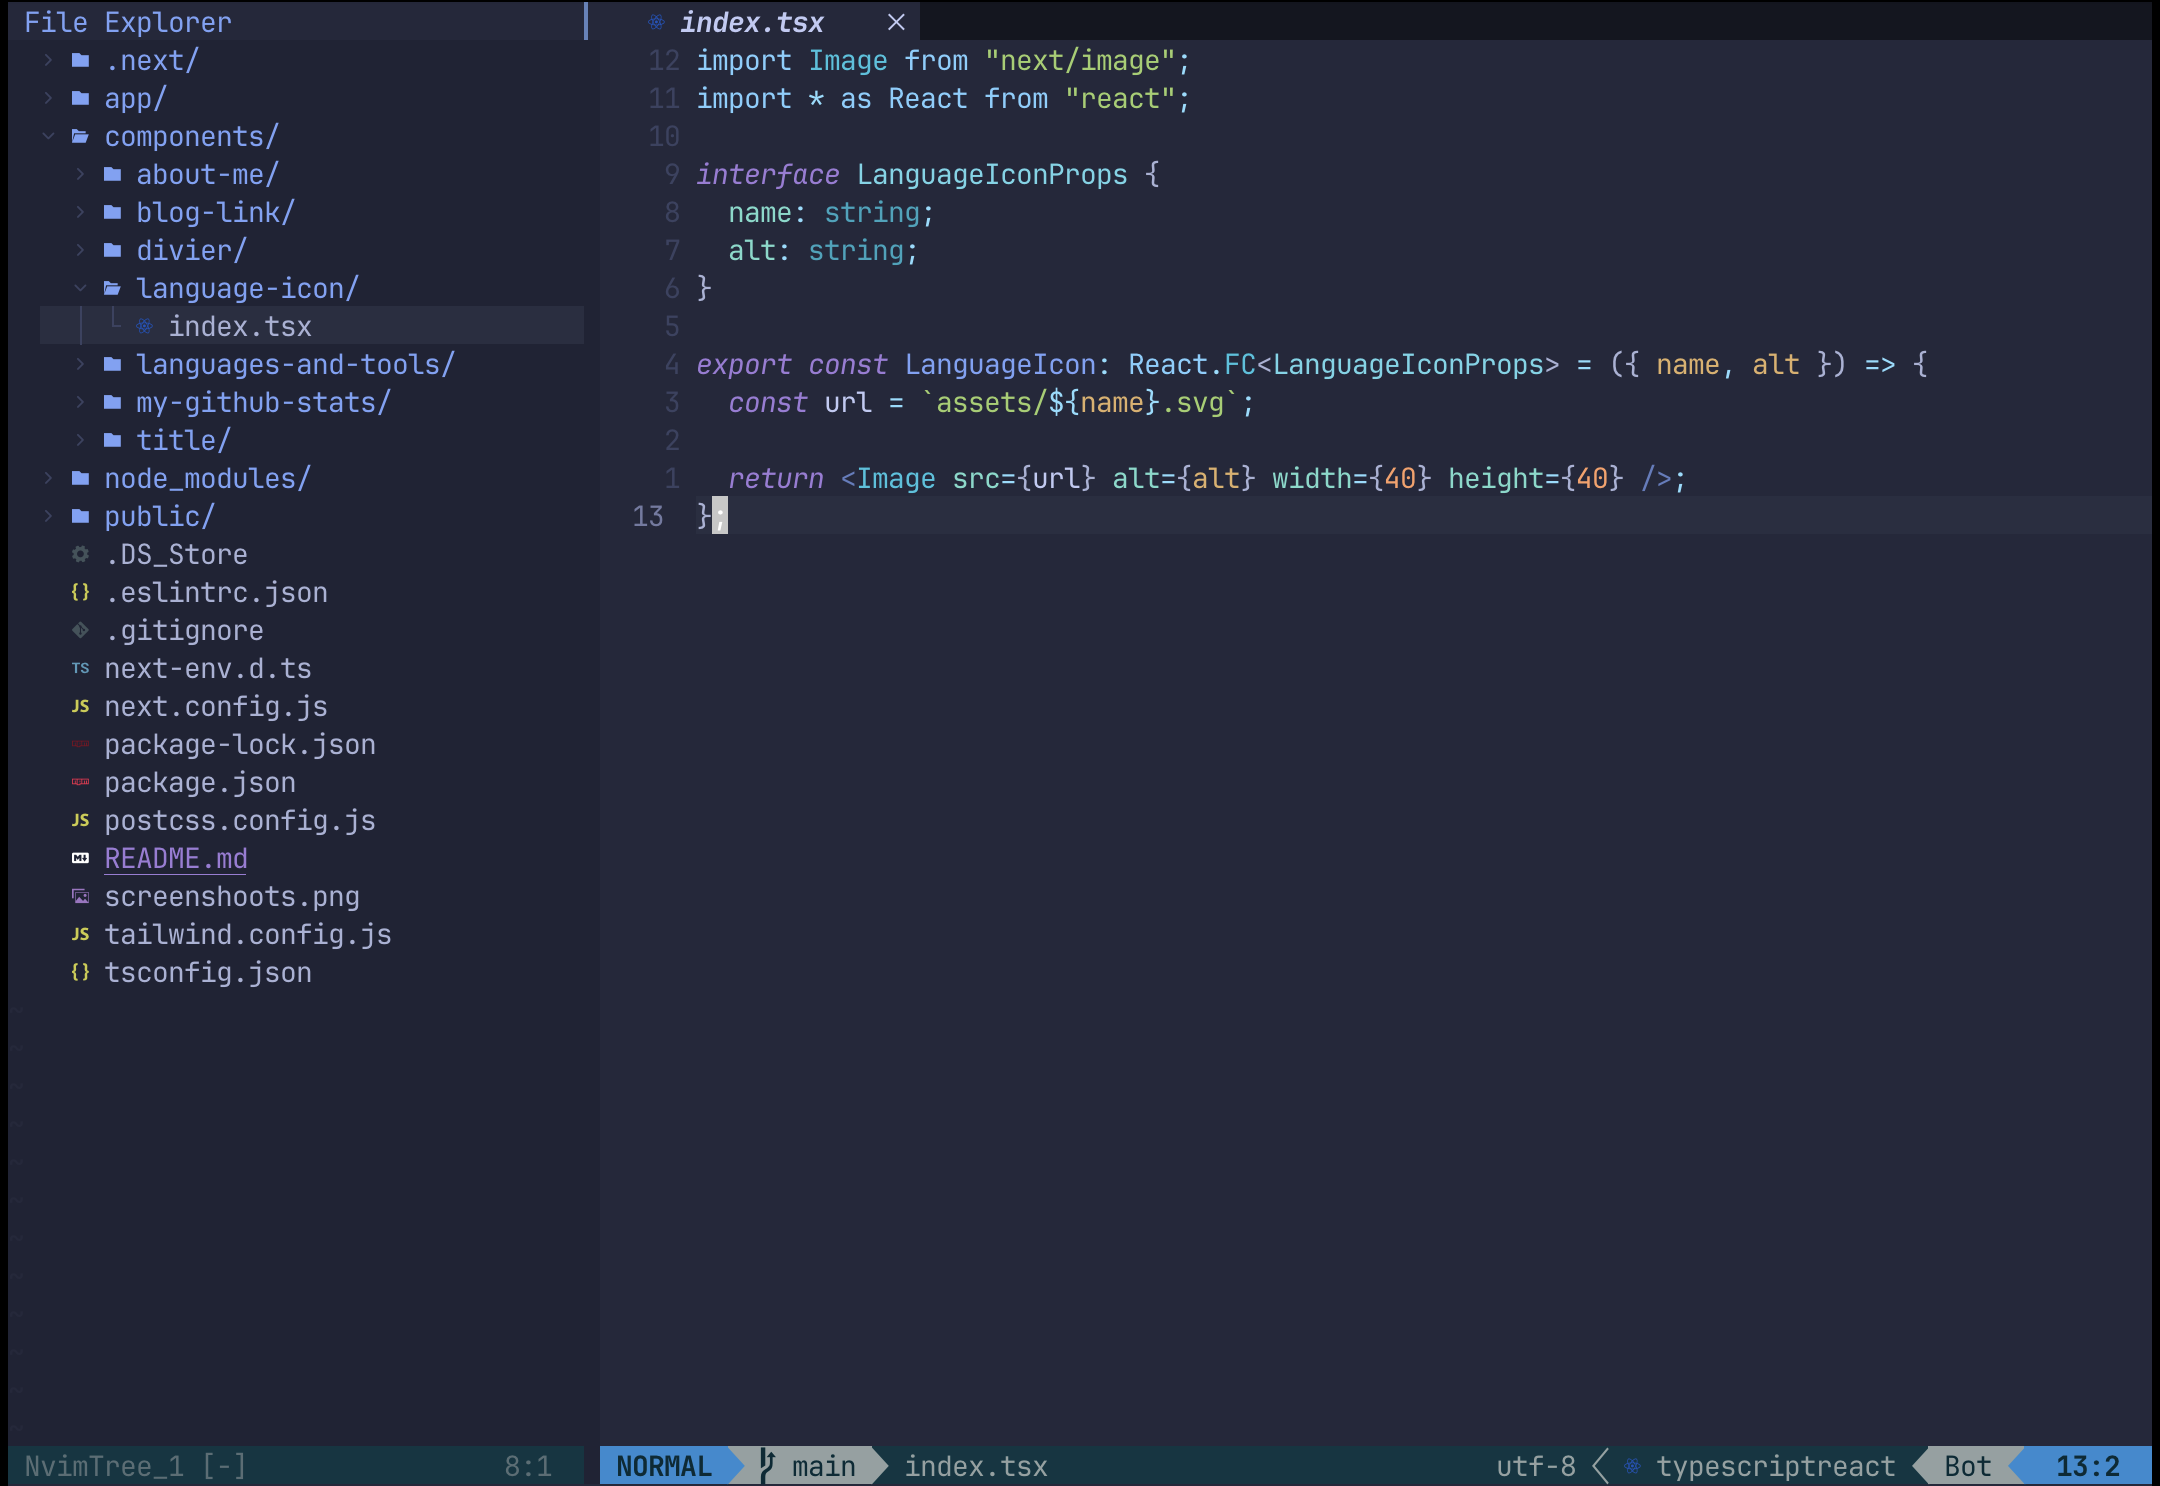 File Explorer
.next/
app/
components/
about-me/
blog-link/
divier/
language-icon/
index.tsx
languages-and-tools/
my-github-stats/
title/
node_modules/
public/
.DS_Store
{} .eslintrc.json
.gitignore
TS next-env.d.ts
JS next.config.js
package-lock.json
package.json
JS postcss.config.js
README.md
screenshoots.png
JS tailwind.config.js
{} tsconfig.json
NvimTree_1 [-] 8:1
index.tsx ×
12 import Image from "next/image";
11 import * as React from "react";
10
9 interface LanguageIconProps {
8   name: string;
7   alt: string;
6 }
5
4 export const LanguageIcon: React.FC<LanguageIconProps> = ({ name, alt }) => {
3   const url = `assets/${name}.svg`;
2
1   return <Image src={url} alt={alt} width={40} height={40} />;
13 };
NORMAL main index.tsx utf-8 typescriptreact Bot 13:2